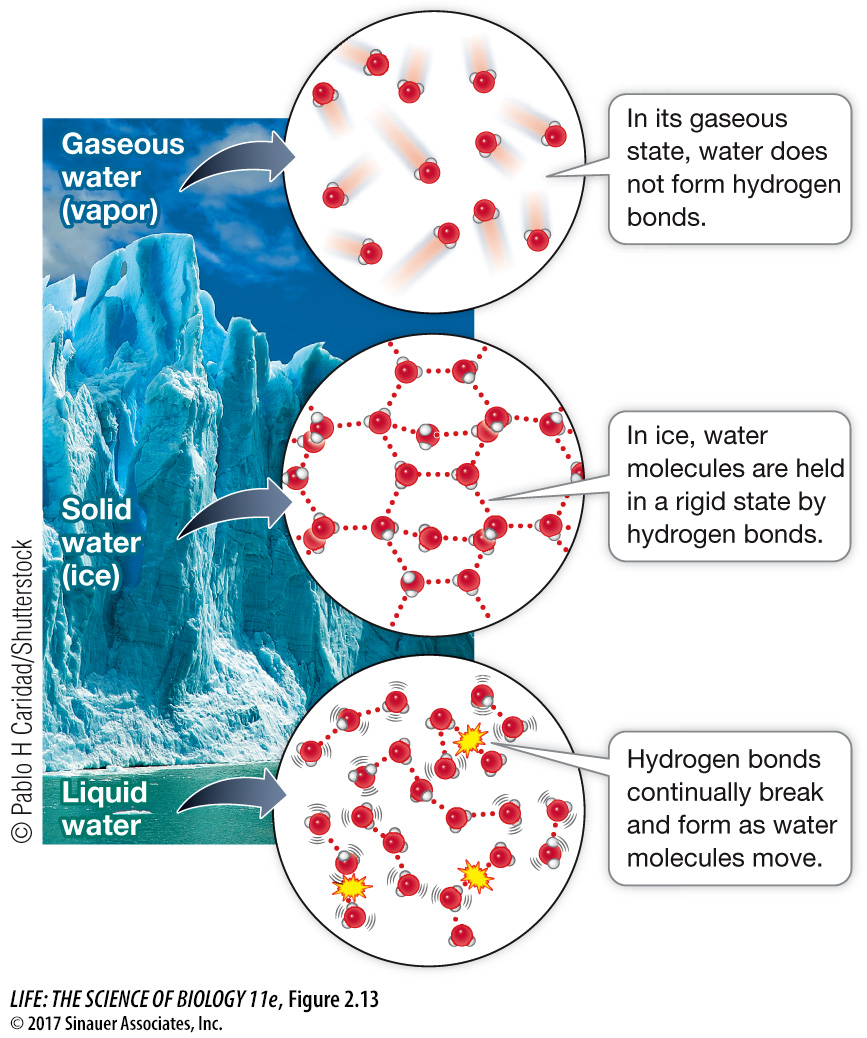 Gaseous
water
(vapor)
In its gaseous
state, water does
not form hydrogen
bonds.
Solid
water
(ice)
In ice, water
molecules are held
in a rigid state by
hydrogen bonds.
Liquid
water
Hydrogen bonds
continually break
and form as water
molecules move.
© Pablo H Caridad/Shutterstock
LIFE: THE SCIENCE OF BIOLOGY 11e, Figure 2.13
© 2017 Sinauer Associates, Inc.